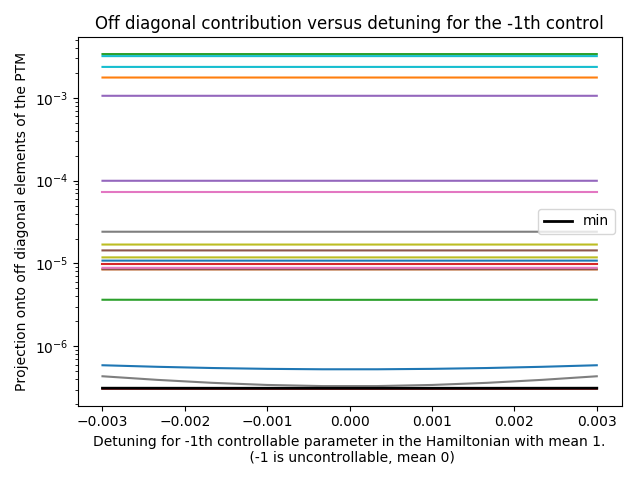 Off diagonal contribution versus detuning for the -1th control
Projection onto off diagonal elements of the PTM
10⁻³
10⁻⁴
10⁻⁵
10⁻⁶
min
−0.003 −0.002 −0.001 0.000 0.001 0.002 0.003
Detuning for -1th controllable parameter in the Hamiltonian with mean 1.
(-1 is uncontrollable, mean 0)